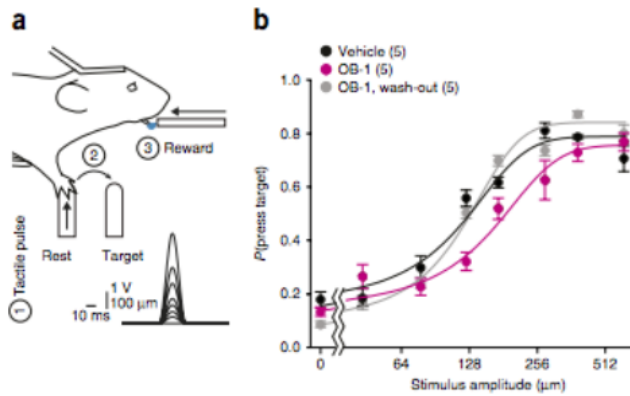 a
2
3 Reward
Rest
Target
1 Tactile pulse
1 V
100 µm
10 ms
b
Vehicle (5)
OB-1 (5)
OB-1, wash-out (5)
1.0
0.8
0.6
0.4
0.2
0.0
P(press target)
0 64 128 256 512
Stimulus amplitude (µm)